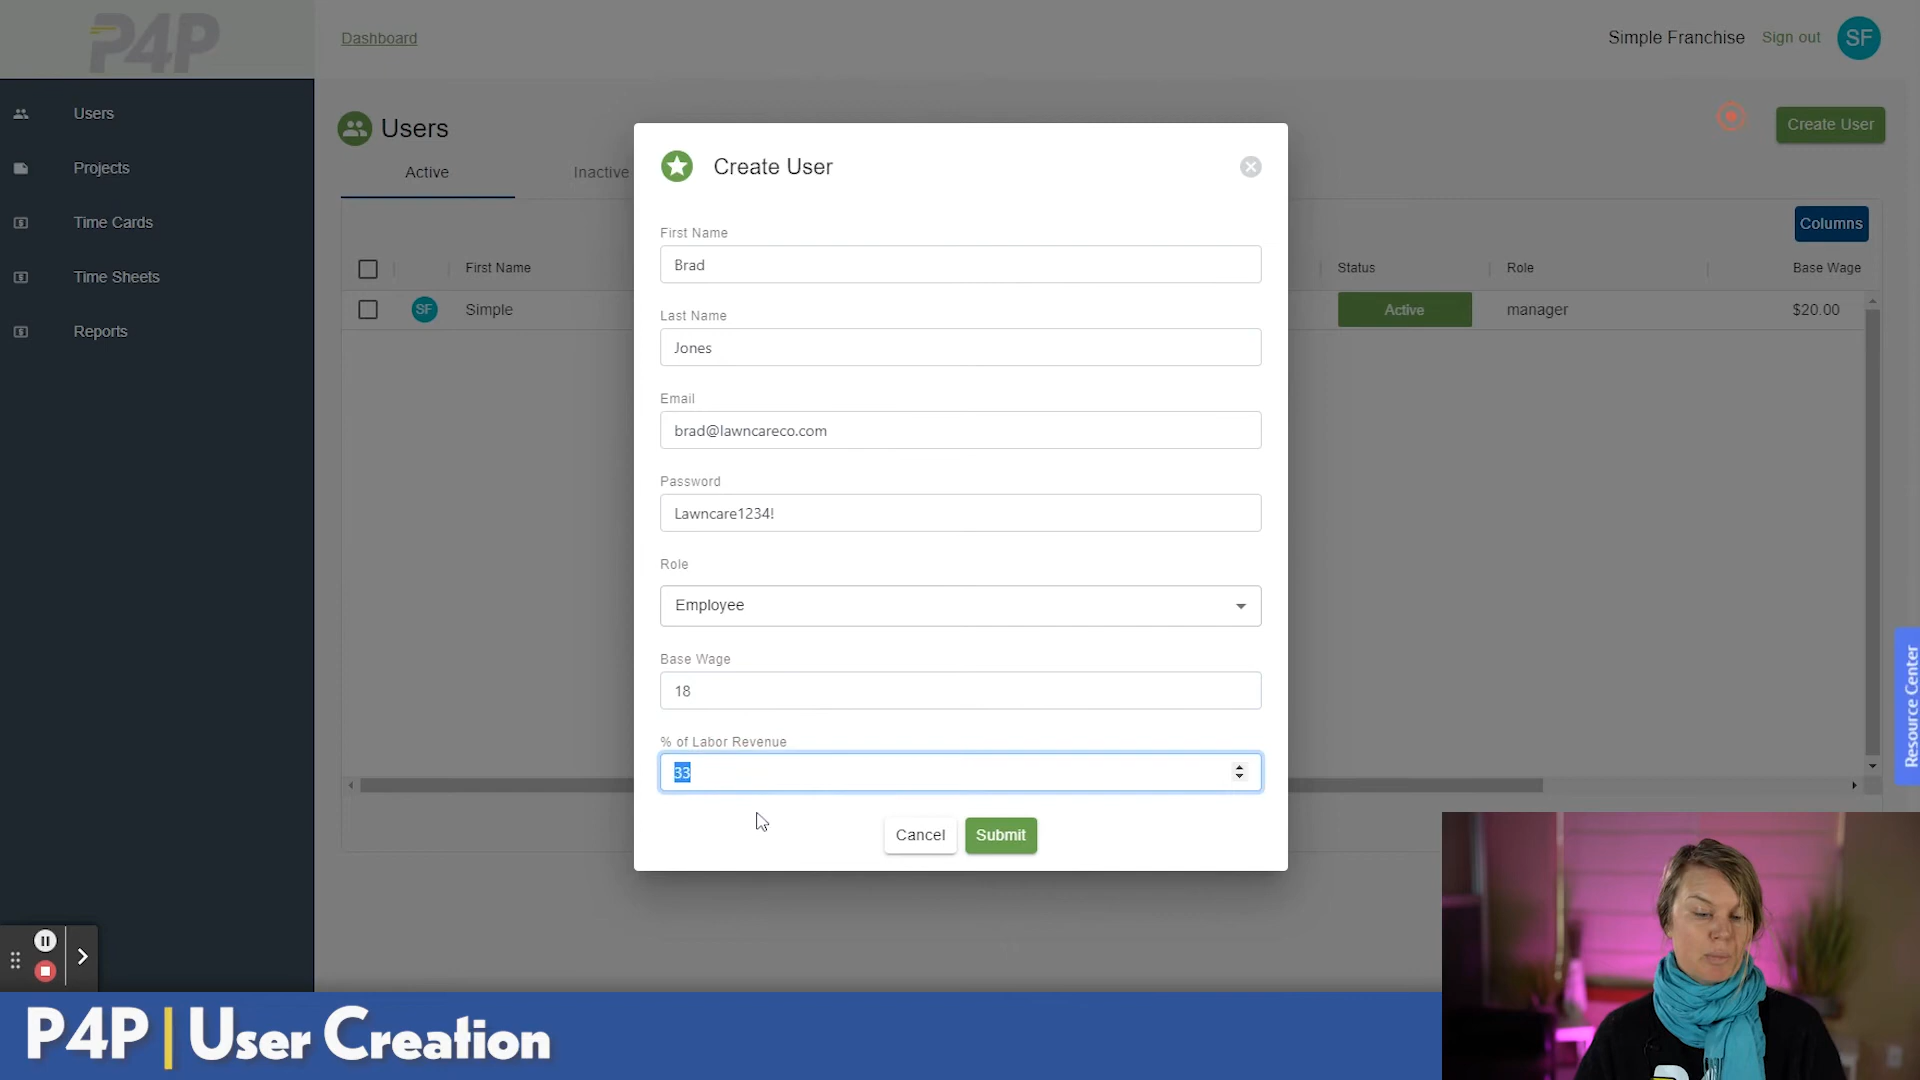 P4P
Dashboard
Simple Franchise
Sign out
SF
Users
Projects
Time Cards
Time Sheets
Reports
Users
Create User
Active
Inactive
Columns
First Name
Status
Role
Base Wage
SF
Simple
Active
manager
$20.00
Create User
First Name
Brad
Last Name
Jones
Email
brad@lawncareco.com
Password
Lawncare1234!
Role
Employee
Base Wage
18
% of Labor Revenue
33
Cancel
Submit
Resource Center
P4P | User Creation